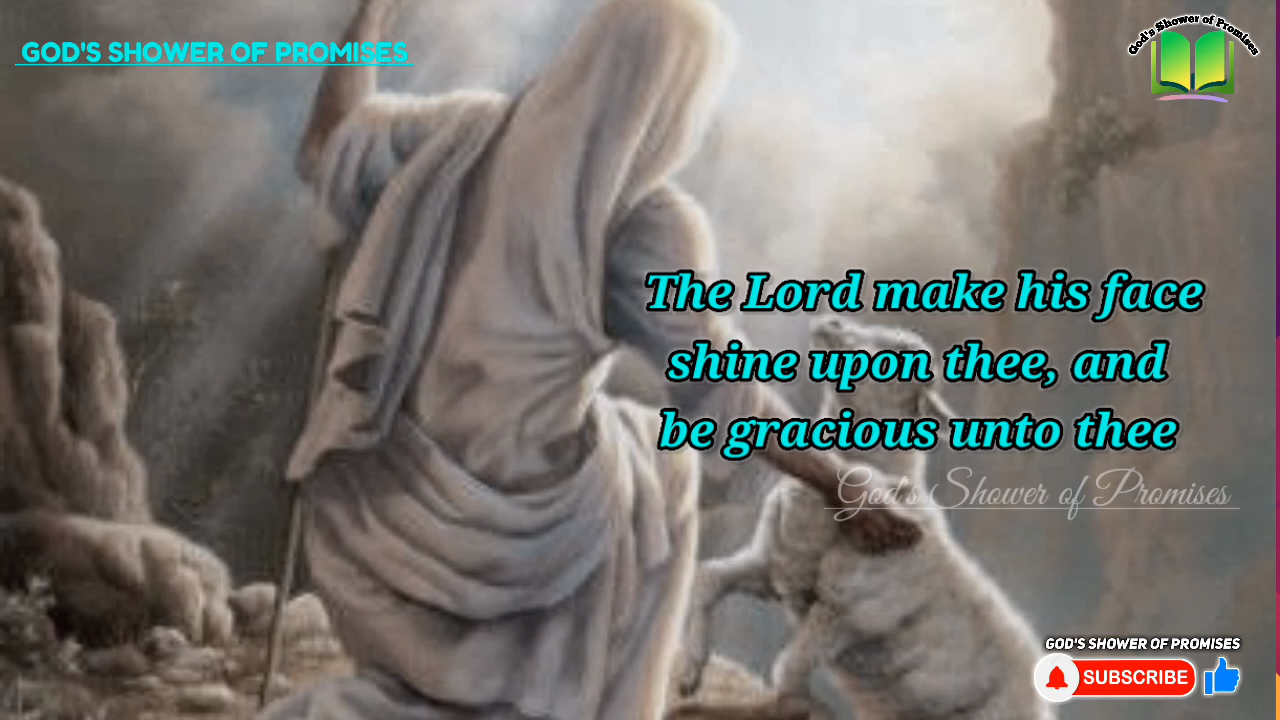 GOD'S SHOWER OF PROMISES
God's Shower of Promises
The Lord make his face
shine upon thee, and
be gracious unto thee
God's Shower of Promises
GOD'S SHOWER OF PROMISES
SUBSCRIBE